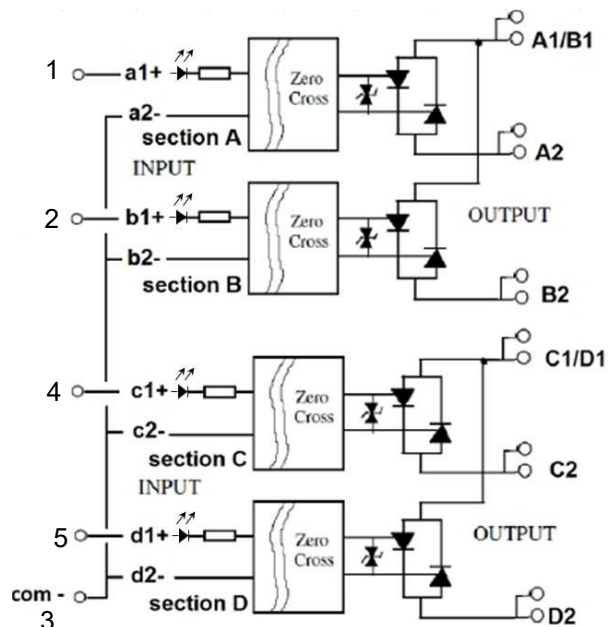 A1/B1
1 a1+ Zero Cross
a2-
section A
A2
INPUT
2 b1+ Zero Cross
OUTPUT
b2-
section B
B2
C1/D1
4 c1+ Zero Cross
c2-
section C
C2
INPUT
5 d1+ Zero Cross
OUTPUT
d2-
com -
section D
3
D2